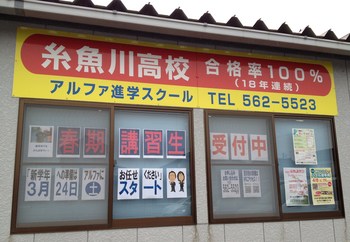 糸魚川高校 合格率100%
(18年連続)
アルファ進学スクール TEL 562-5523
春期講習生受付中
「新学年への準備はアルファにお任せください」
3月24日(土)スタート